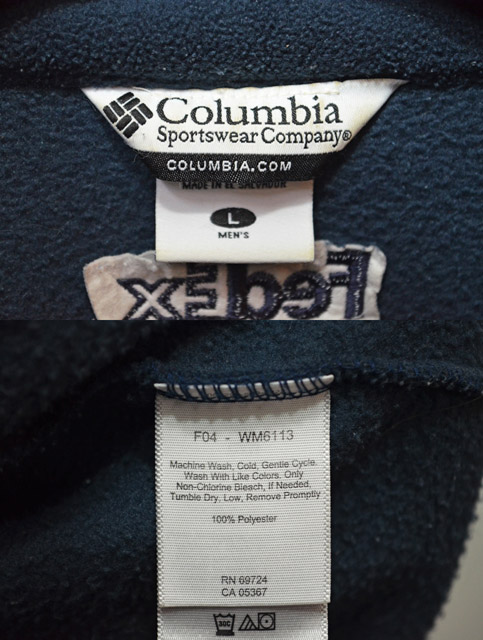 Columbia
Sportswear Company®
COLUMBIA.COM
MADE IN EL SALVADOR
L
MEN'S
FedEx
F04 - WM6113
Machine Wash, Cold, Gentle Cycle.
Wash With Like Colors. Only
Non-Chlorine Bleach, If Needed,
Tumble Dry, Low, Remove Promptly
100% Polyester
RN 69724
CA 05367
30C